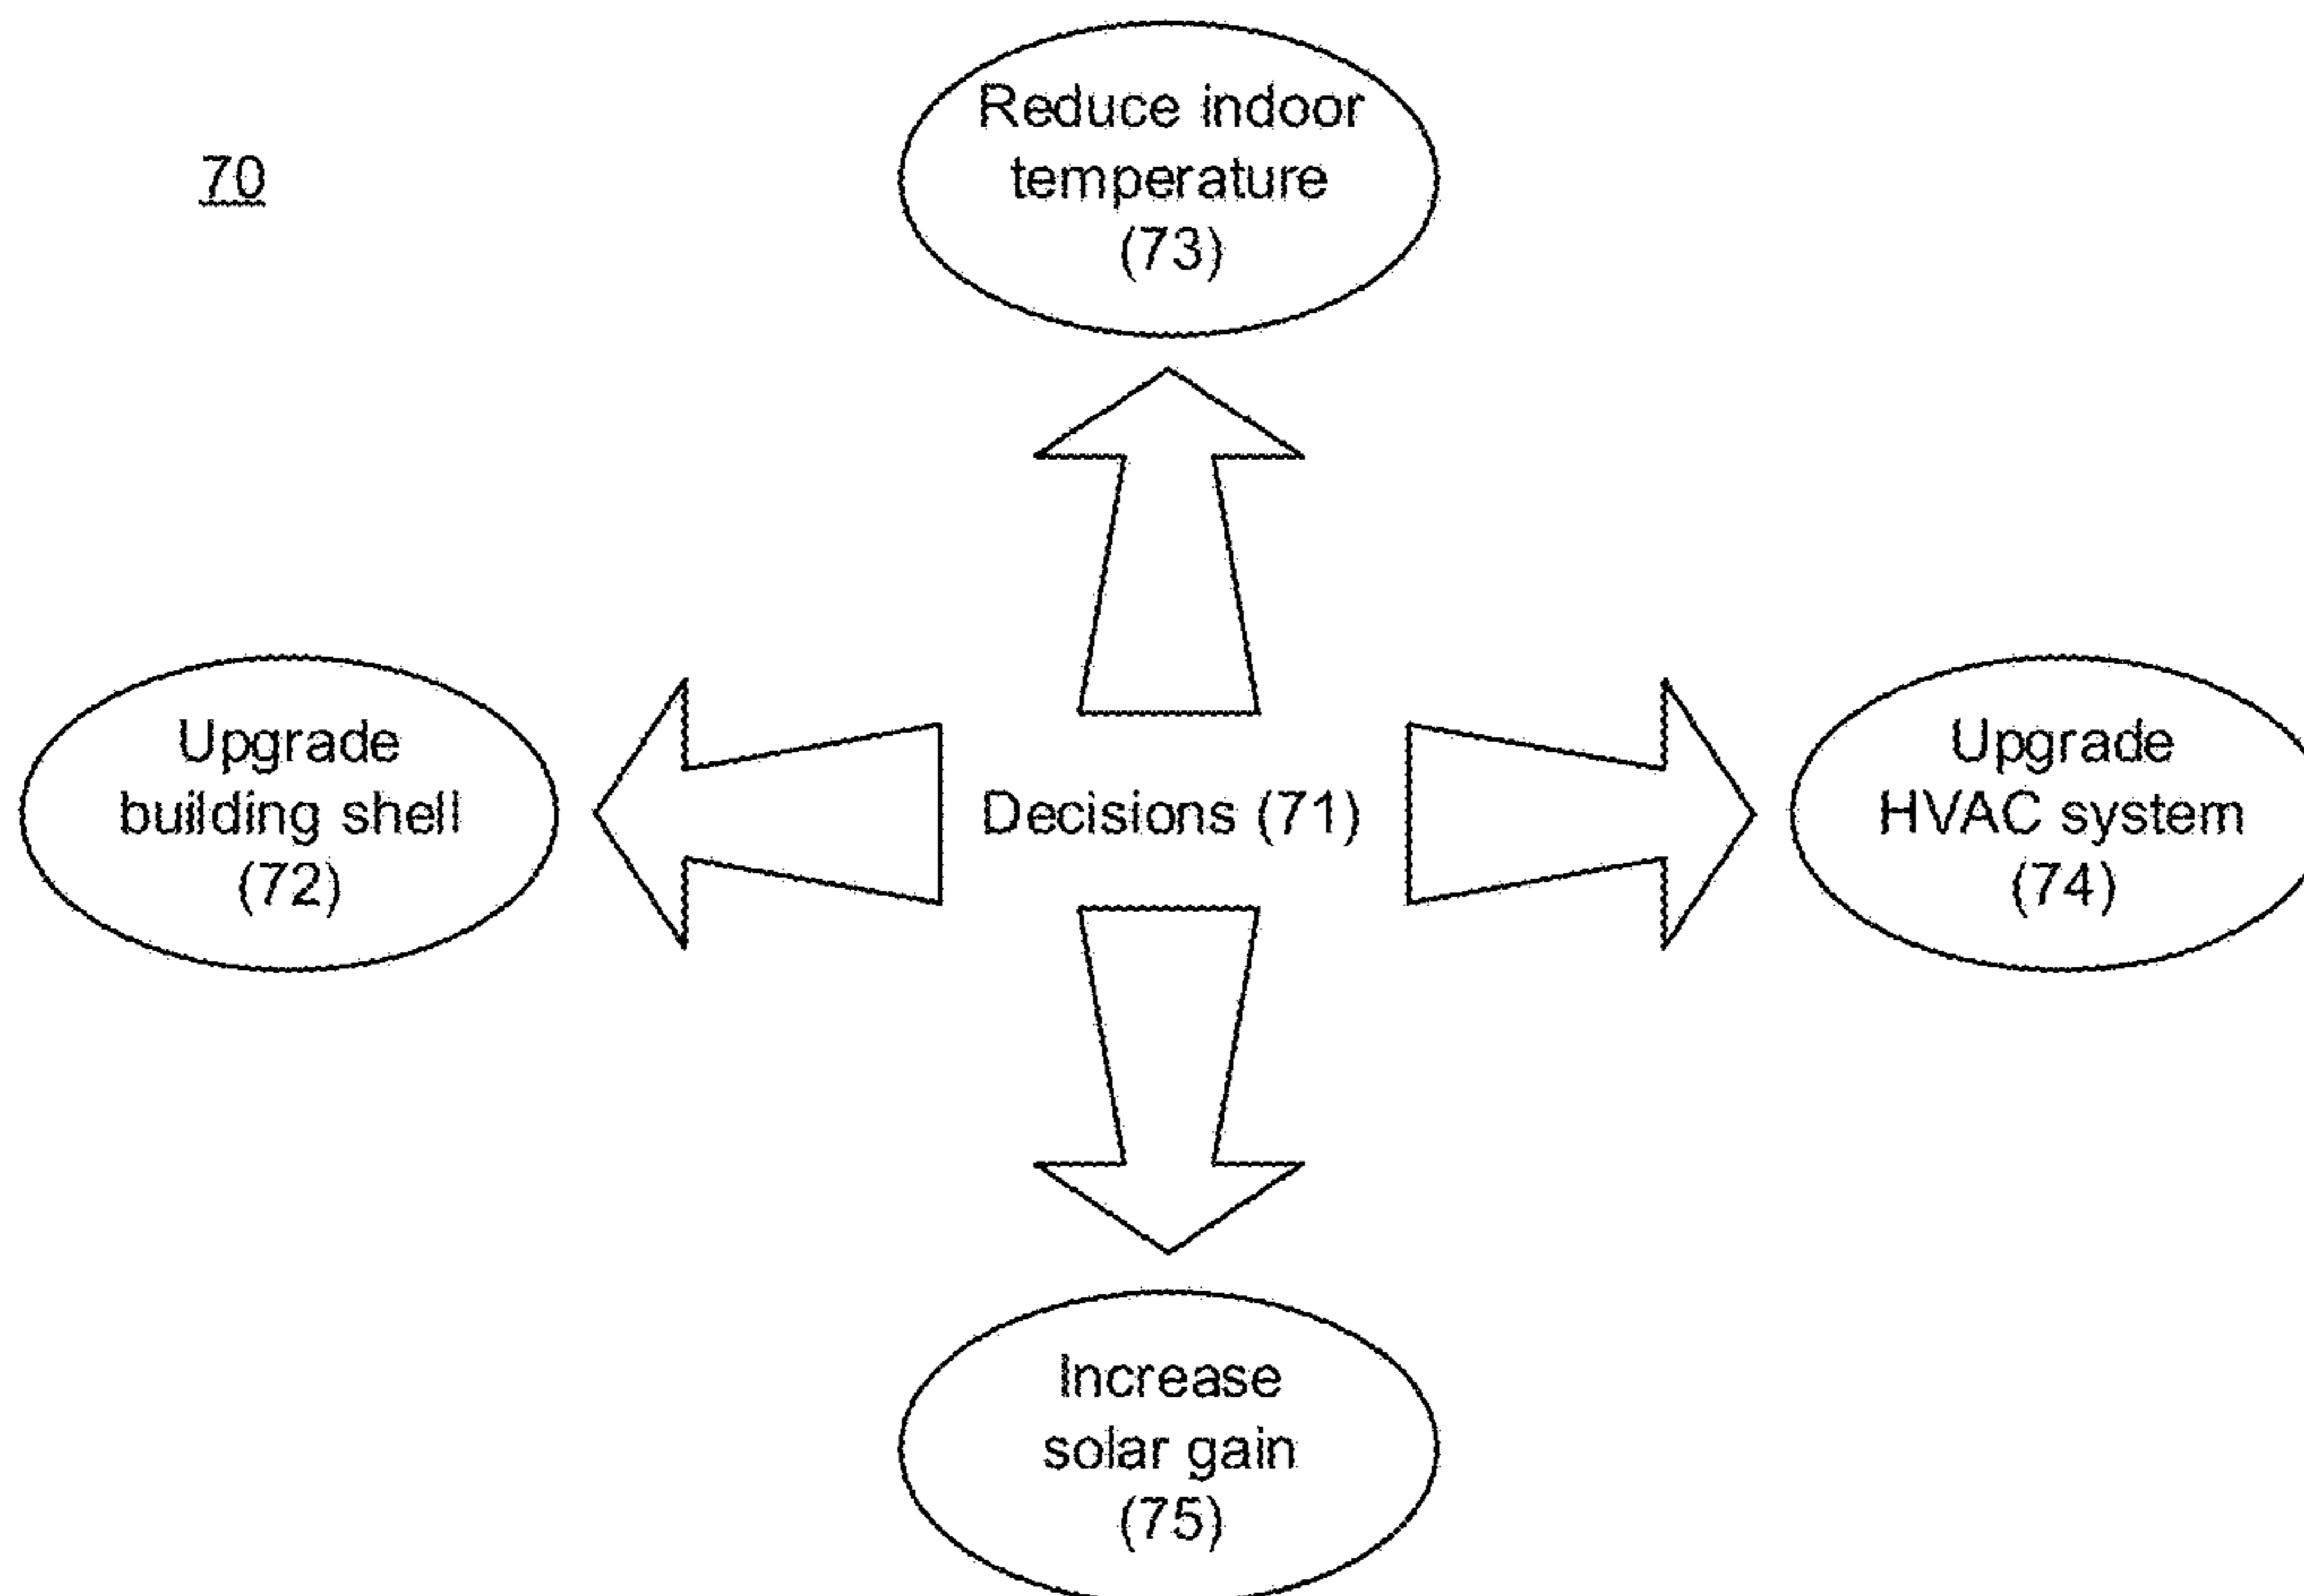 70
Reduce indoor
temperature
(73)
Upgrade
building shell
(72)
Decisions (71)
Upgrade
HVAC system
(74)
Increase
solar gain
(75)